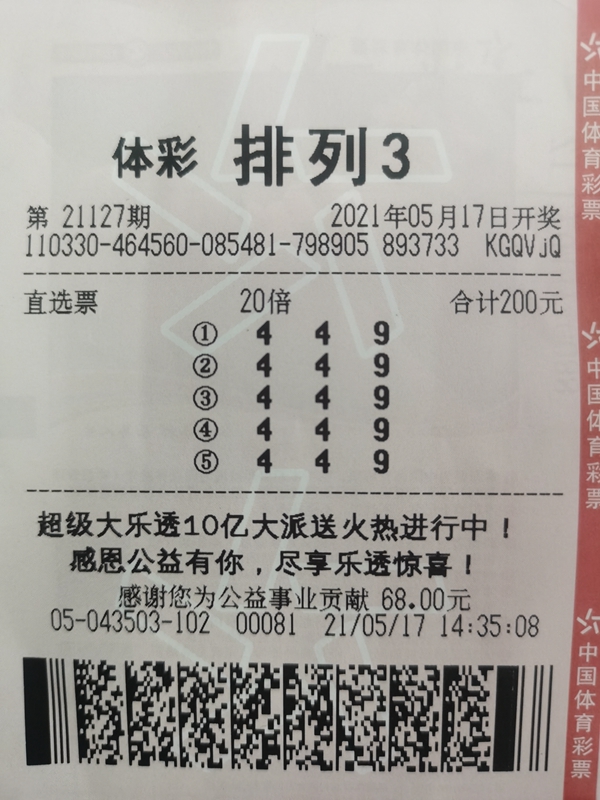 体彩 排列3
第 21127期 2021年05月17日开奖
110330-464560-085481-798905 893733 KGQVJQ
直选票 20倍 合计200元
① 4 4 9
② 4 4 9
③ 4 4 9
④ 4 4 9
⑤ 4 4 9
超级大乐透10亿大派送火热进行中！
感恩公益有你，尽享乐透惊喜！
感谢您为公益事业贡献 68.00元
05-043503-102 00081 21/05/17 14:35:08
中国体育彩票
中国体育彩票
中国体育彩票